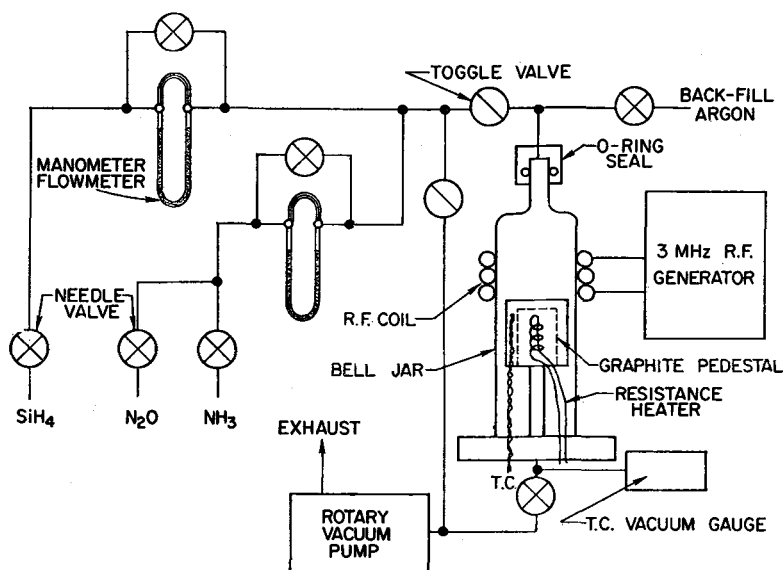 TOGGLE VALVE
BACK-FILL
ARGON
O-RING
SEAL
MANOMETER
FLOWMETER
3 MHz R.F.
GENERATOR
NEEDLE
VALVE
R.F. COIL
BELL JAR
GRAPHITE PEDESTAL
RESISTANCE
HEATER
SiH4
N2O
NH3
EXHAUST
T.C.
ROTARY
VACUUM
PUMP
T.C. VACUUM GAUGE